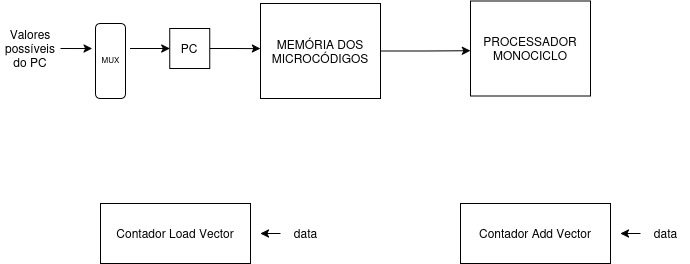 Valores
possíveis
do PC
MUX
PC
MEMÓRIA DOS
MICROCÓDIGOS
PROCESSADOR
MONOCICLO
Contador Load Vector
data
Contador Add Vector
data